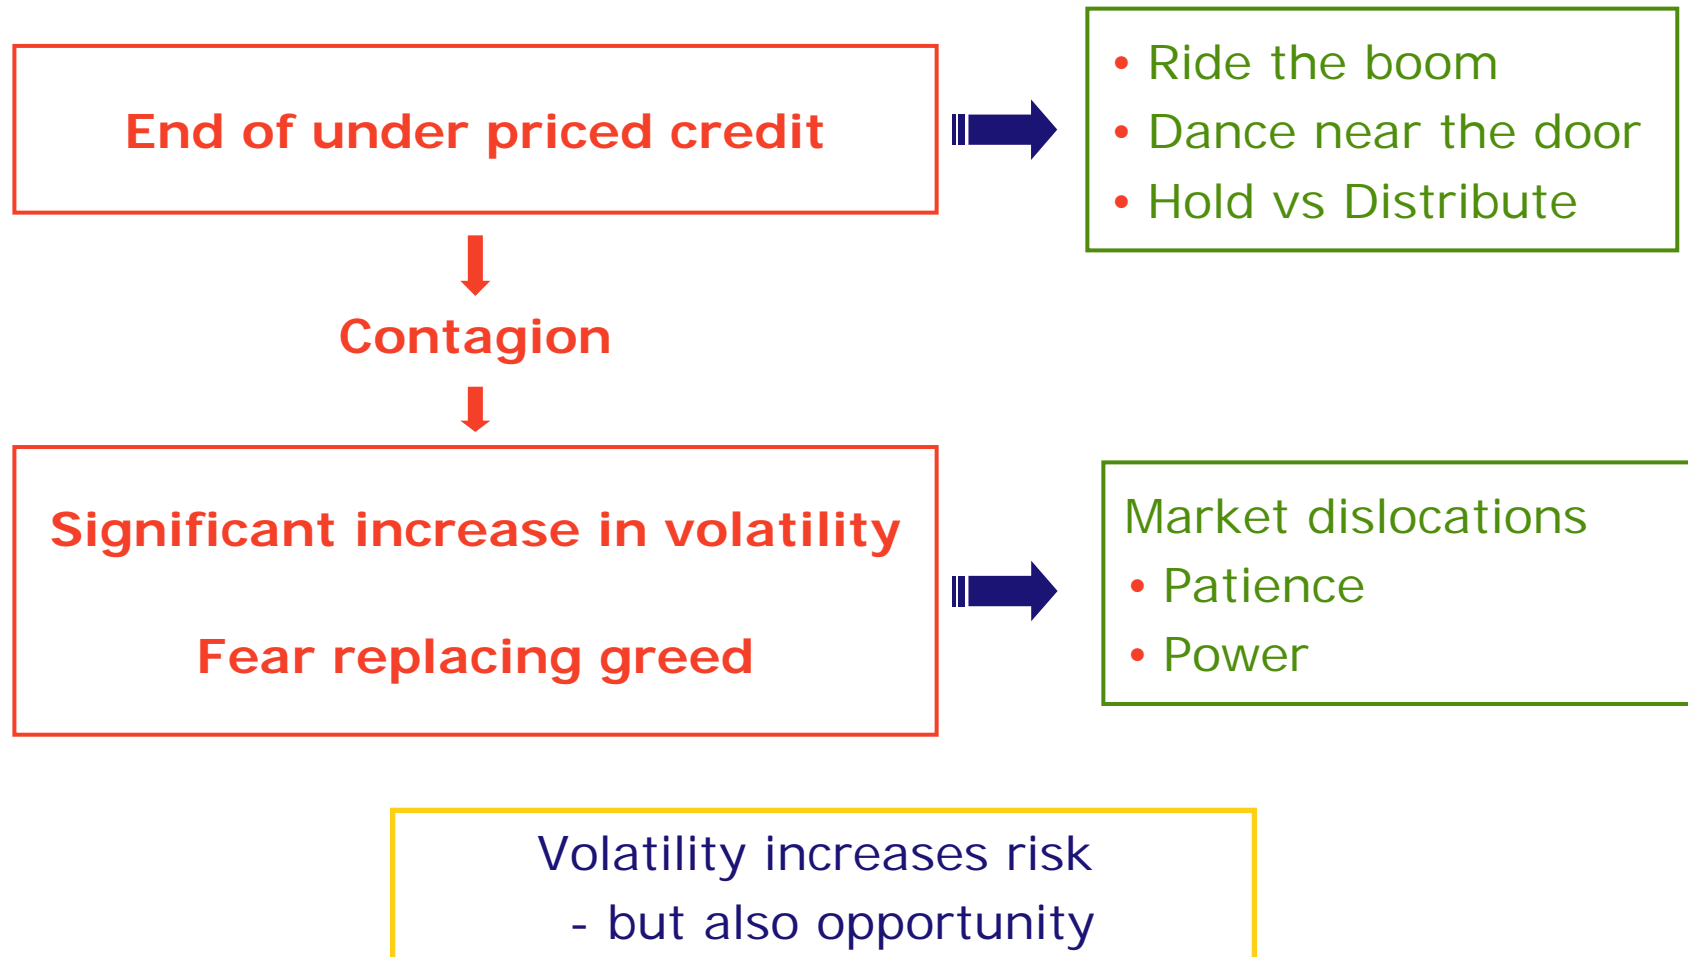 End of under priced credit
• Ride the boom
• Dance near the door
• Hold vs Distribute
Contagion
Significant increase in volatility
Fear replacing greed
Market dislocations
• Patience
• Power
Volatility increases risk
- but also opportunity